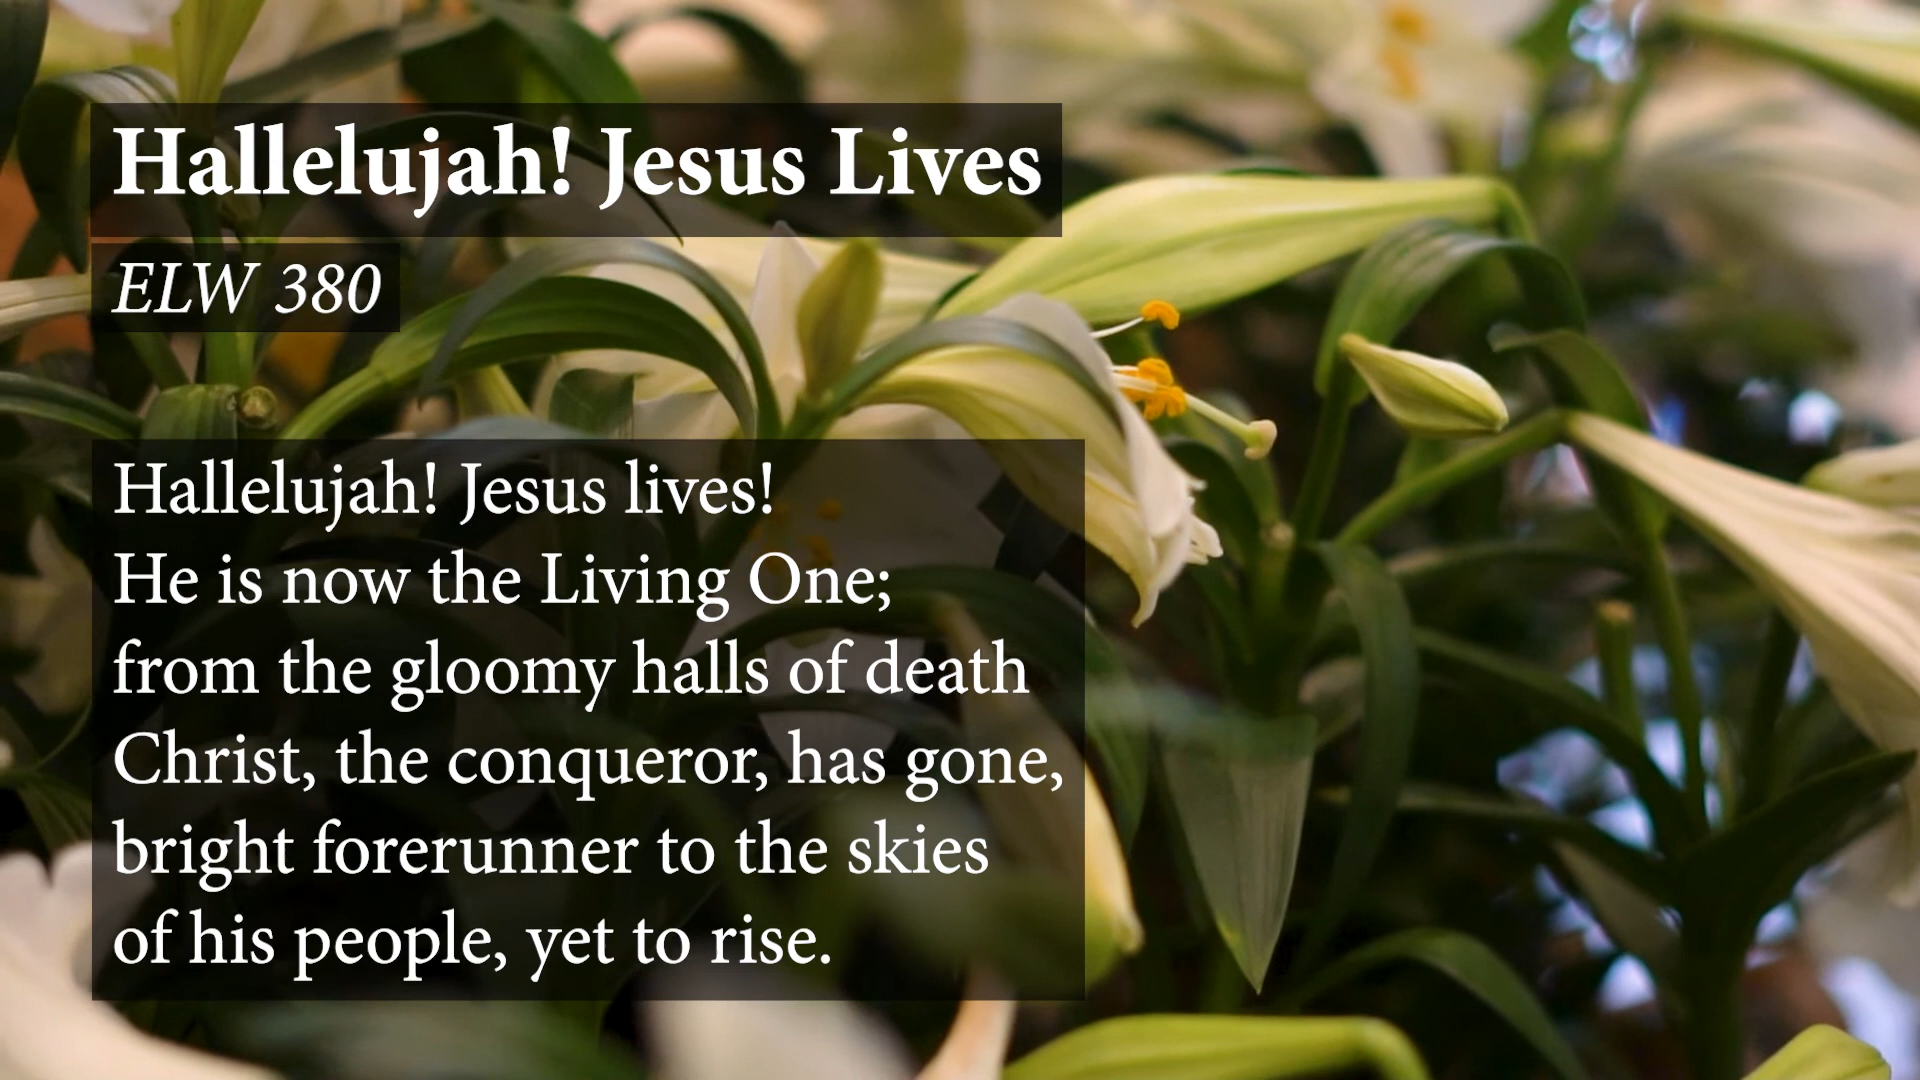 Hallelujah! Jesus Lives
ELW 380
Hallelujah! Jesus lives!
He is now the Living One;
from the gloomy halls of death
Christ, the conqueror, has gone,
bright forerunner to the skies
of his people, yet to rise.